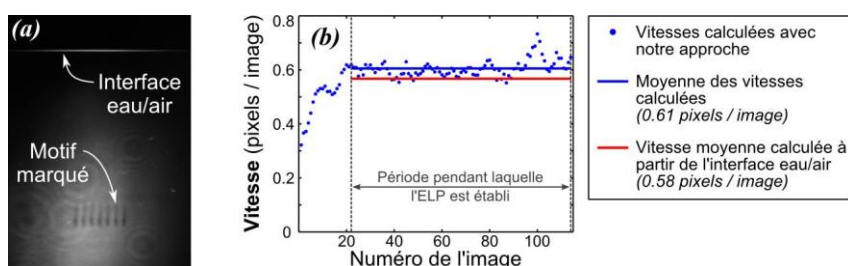 (a)
Interface
eau/air
Motif
marqué
(b)
Vitesse (pixels / image)
0.8
0.6
0.4
0.2
0
Période pendant laquelle
l'ELP est établi
20
40
60
80
100
Numéro de l'image
Vitesses calculées avec
notre approche
Moyenne des vitesses
calculées
(0.61 pixels / image)
Vitesse moyenne calculée à
partir de l'interface eau/air
(0.58 pixels / image)